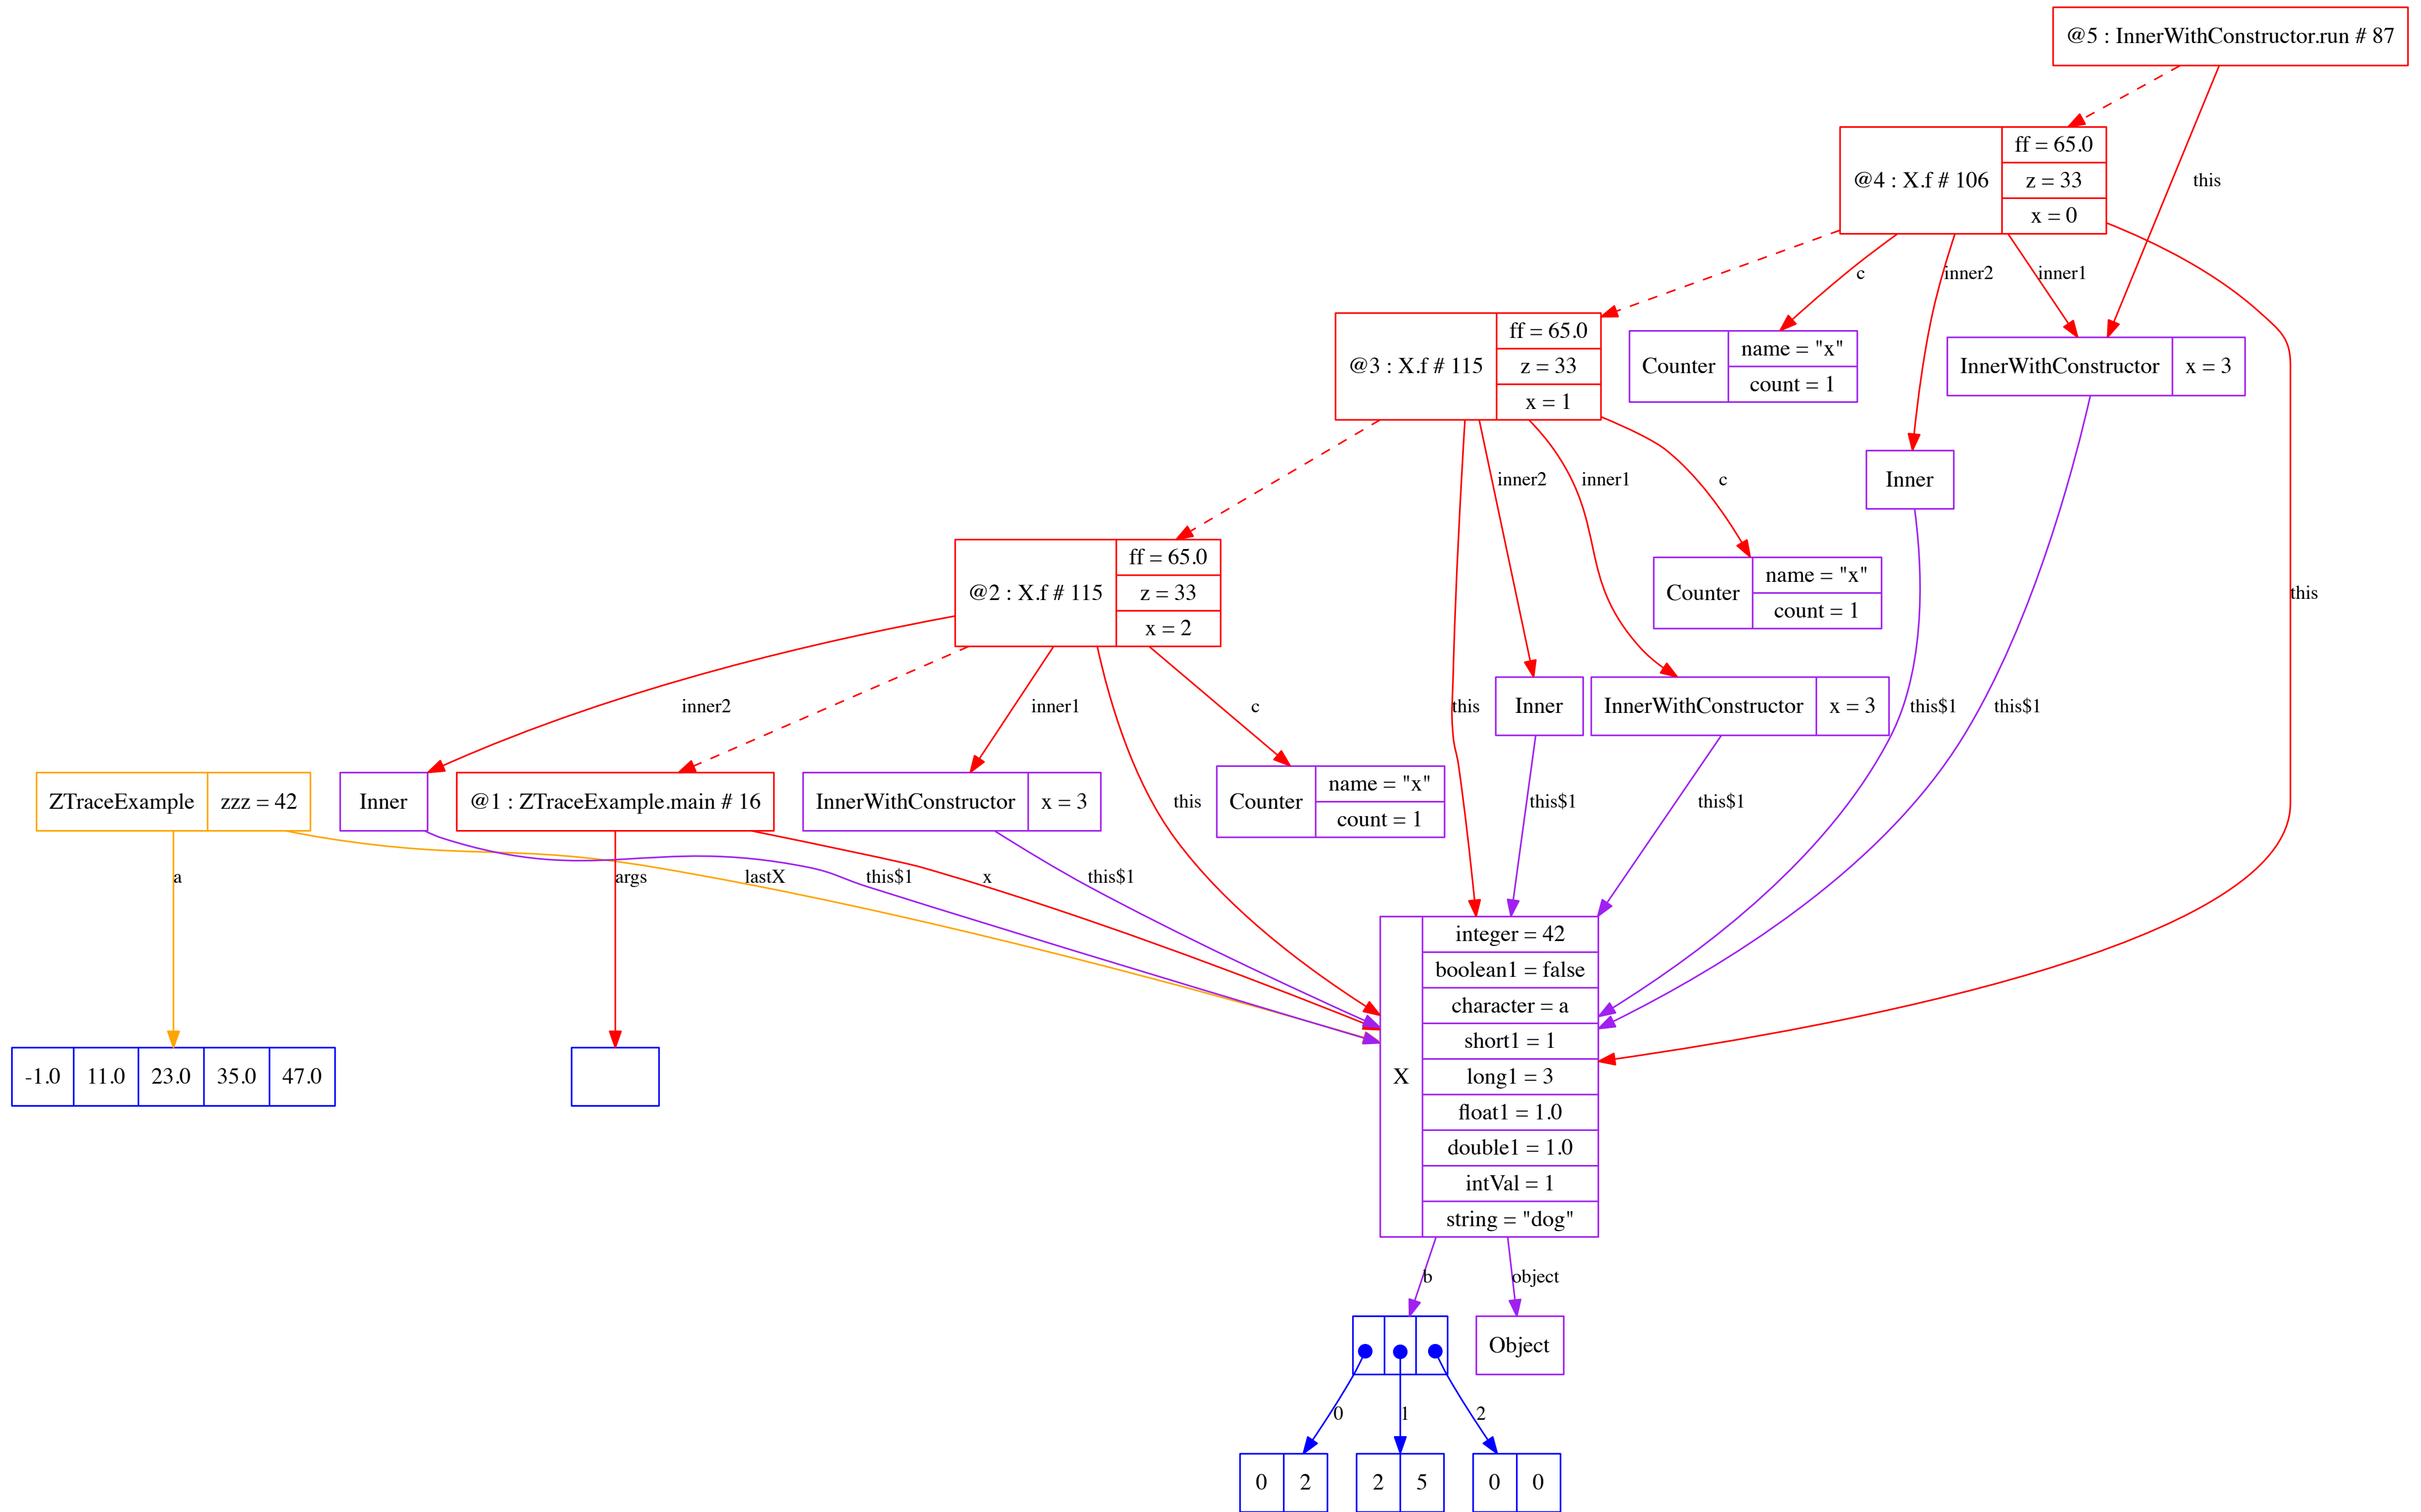 @5 : InnerWithConstructor.run # 87
@4 : X.f # 106
ff = 65.0
z = 33
x = 0
this
c
inner2
inner1
@3 : X.f # 115
ff = 65.0
z = 33
x = 1
Counter
name = "x"
count = 1
InnerWithConstructor
x = 3
inner2
inner1
c
Inner
@2 : X.f # 115
ff = 65.0
z = 33
x = 2
Counter
name = "x"
count = 1
this
inner2
inner1
c
this
Inner
InnerWithConstructor
x = 3
this$1
this$1
ZTraceExample
zzz = 42
Inner
@1 : ZTraceExample.main # 16
InnerWithConstructor
x = 3
this
Counter
name = "x"
count = 1
this$1
this$1
a
args
lastX
this$1
x
this$1
X
integer = 42
boolean1 = false
character = a
short1 = 1
long1 = 3
float1 = 1.0
double1 = 1.0
intVal = 1
string = "dog"
-1.0
11.0
23.0
35.0
47.0
b
object
Object
0
1
2
0
2
2
5
0
0